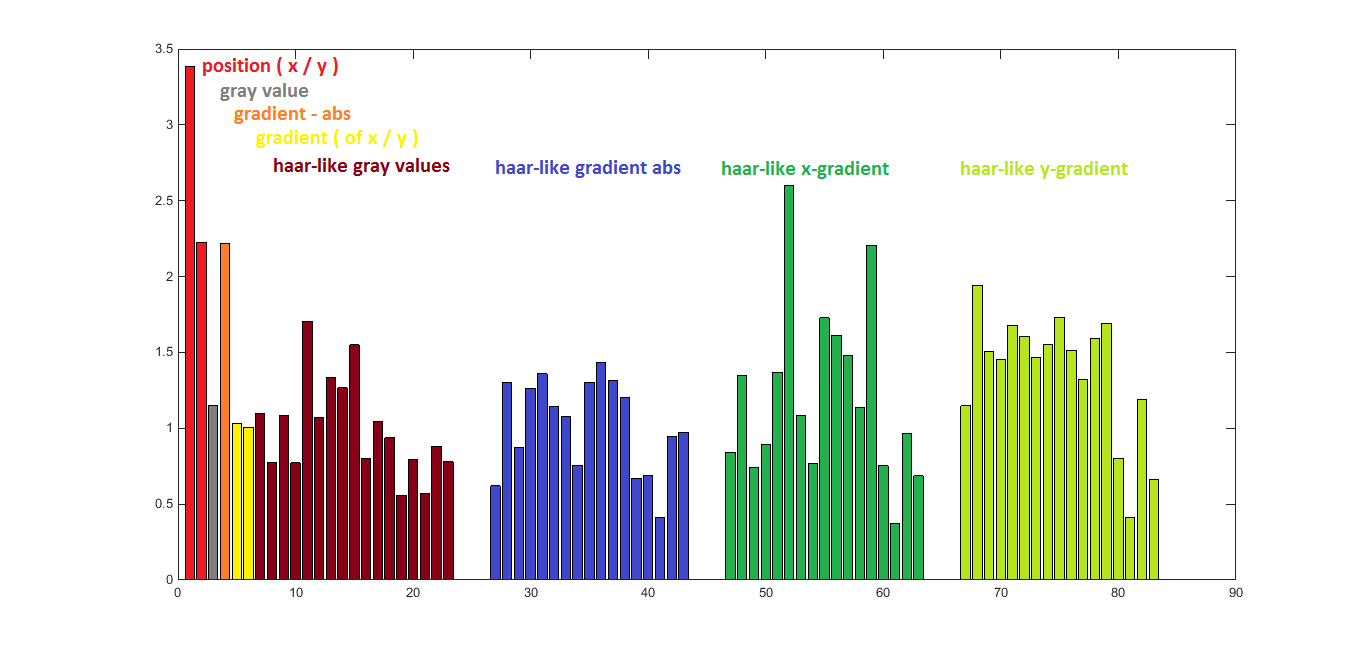 3.5
position ( x / y )
gray value
gradient - abs
3
gradient ( of x / y )
haar-like gray values haar-like gradient abs haar-like x-gradient haar-like y-gradient
2.5
2
1.5
1
0.5
0
0 10 20 30 40 50 60 70 80 90